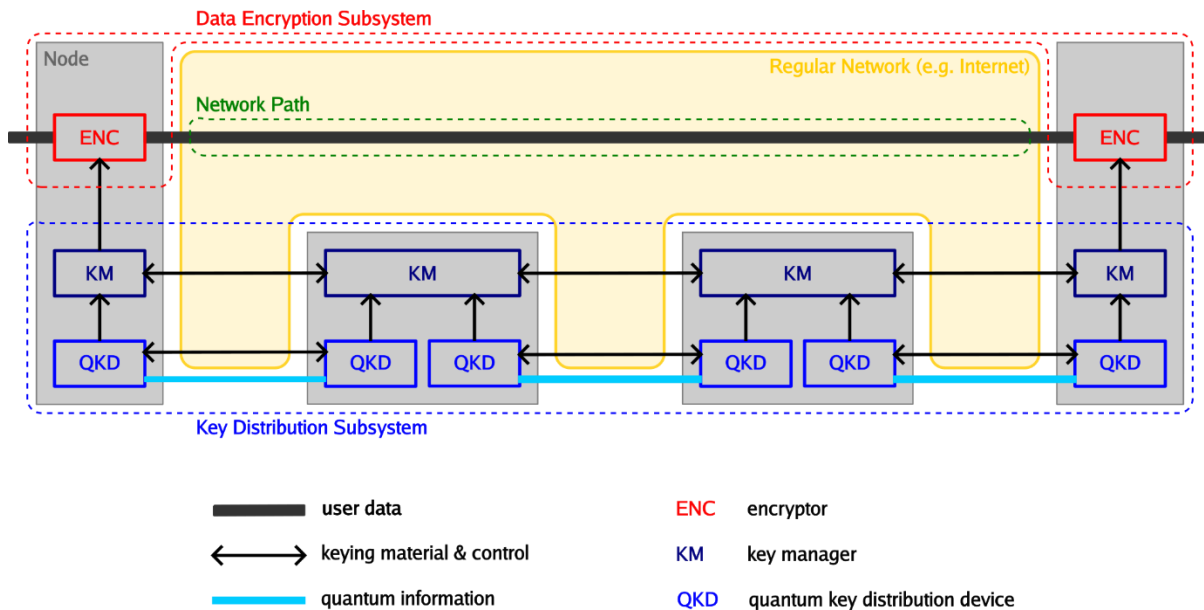 Data Encryption Subsystem
Node
Regular Network (e.g. Internet)
Network Path
ENC
ENC
KM
KM
KM
KM
QKD
QKD
QKD
QKD
QKD
QKD
Key Distribution Subsystem
user data
ENC encryptor
keying material & control
KM key manager
quantum information
QKD quantum key distribution device